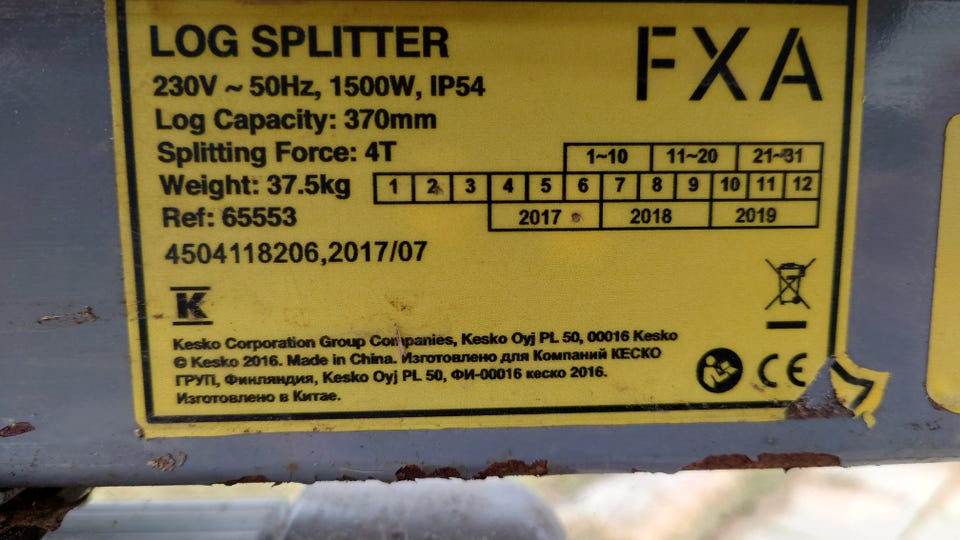 LOG SPLITTER
FXA
230V ~ 50Hz, 1500W, IP54
Log Capacity: 370mm
Splitting Force: 4T
1~10 11~20 21~31
Weight: 37.5kg
1 2 3 4 5 6 7 8 9 10 11 12
Ref: 65553
2017 2018 2019
4504118206,2017/07
K
Kesko Corporation Group Companies, Kesko Oyj PL 50, 00016 Kesko
© Kesko 2016. Made in China. Изготовлено для Компаний КЕСКО
ГРУП, Финляндия, Kesko Oyj PL 50, ФИ-00016 кеско 2016.
Изготовлено в Китае.
CE